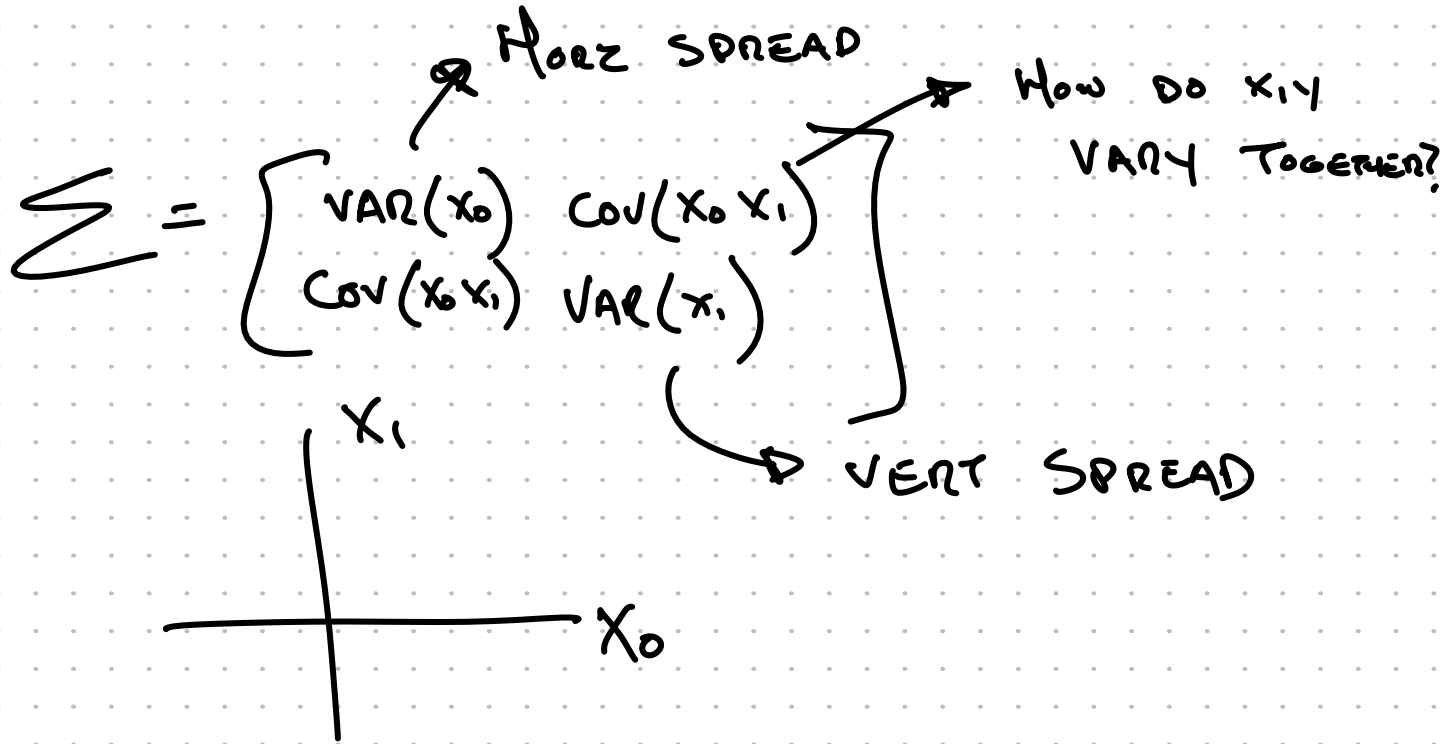 HORZ SPREAD
HOW DO X,Y
VARY TOGETHER?
Σ = [ VAR(X₀) COV(X₀ X₁)
COV(X₀ X₁) VAR(X₁) ]
X₁
VERT SPREAD
X₀